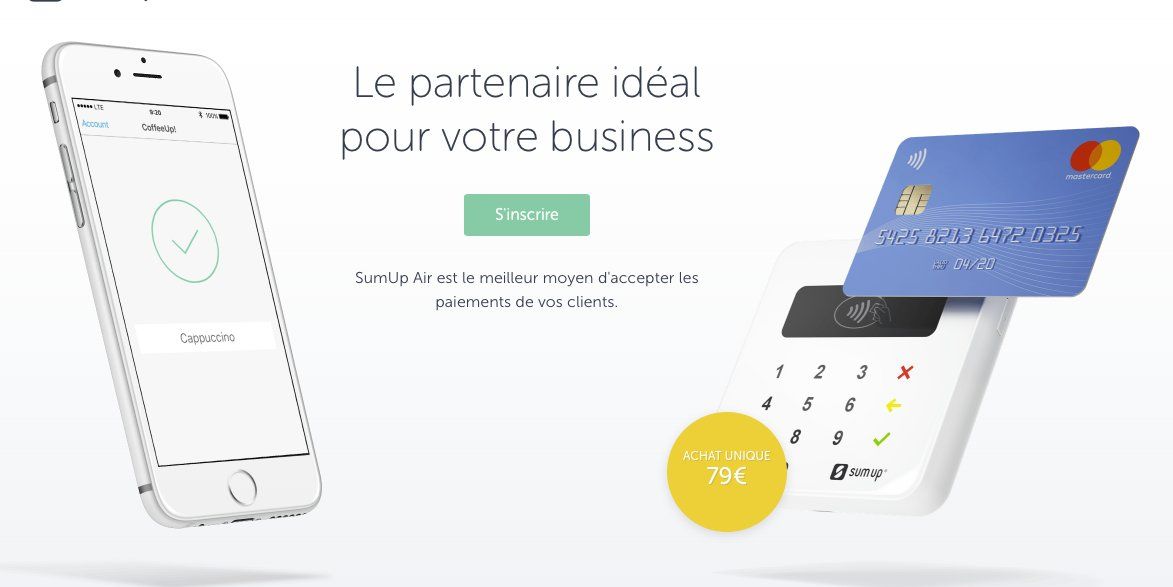 Le partenaire idéal
pour votre business
S'inscrire
SumUp Air est le meilleur moyen d'accepter les
paiements de vos clients.
LTE
9:20
100%
Account
CoffeeUp!
Cappuccino
mastercard
5425 8213 6472 0325
04/20
1 2 3
4 5 6
8 9
sumup
ACHAT UNIQUE
79€